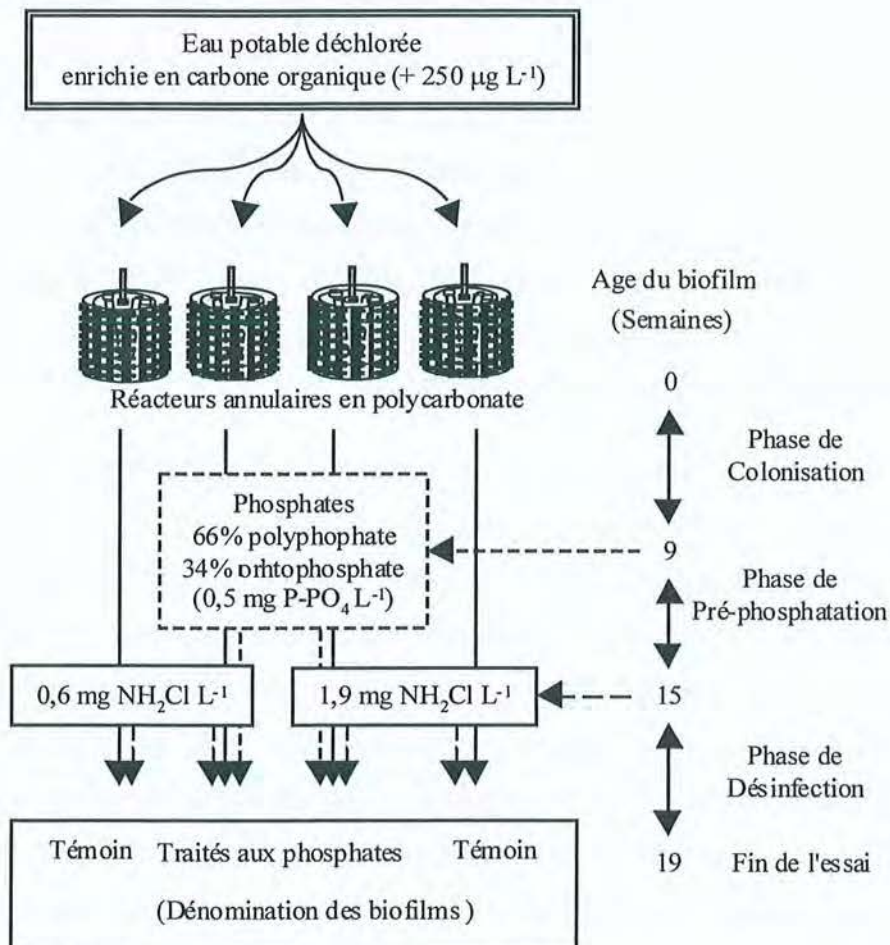 Eau potable déchlorée
enrichie en carbone organique (+ 250 µg L⁻¹)
Réacteurs annulaires en polycarbonate
Phosphates
66% polyphophate
34% orhtophosphate
(0,5 mg P-PO₄ L⁻¹)
0,6 mg NH₂Cl L⁻¹
1,9 mg NH₂Cl L⁻¹
Témoin Traités aux phosphates Témoin
(Dénomination des biofilms )
Age du biofilm
(Semaines)
0
Phase de
Colonisation
9
Phase de
Pré-phosphatation
15
Phase de
Désinfection
19 Fin de l'essai